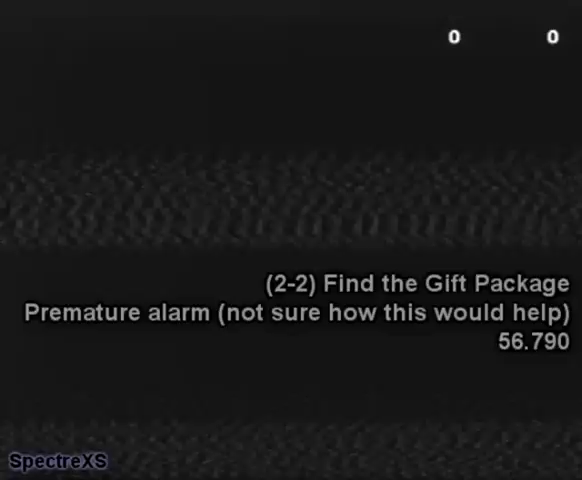 0 0
(2-2) Find the Gift Package
Premature alarm (not sure how this would help)
56.790
SpectreXS